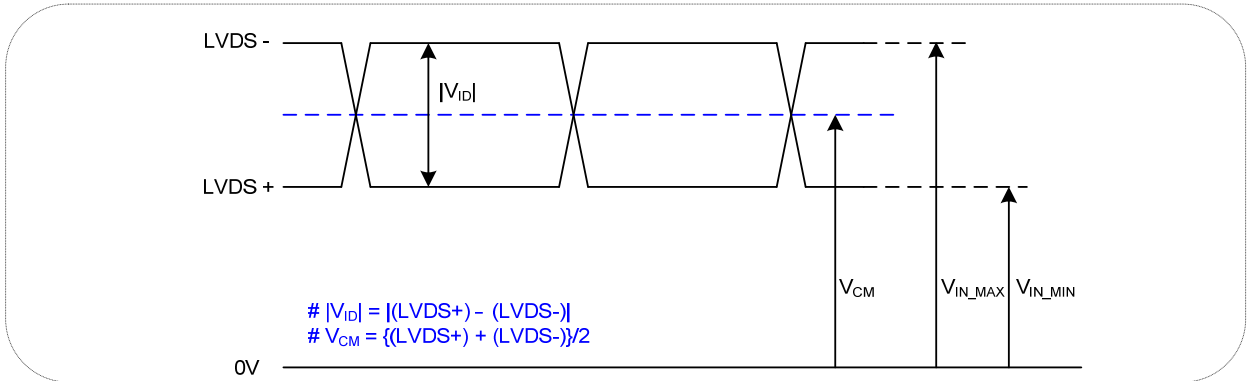 LVDS -
|VID|
LVDS +
VCM
VIN_MAX
VIN_MIN
# |VID| = |(LVDS+) – (LVDS-)|
# VCM = {(LVDS+) + (LVDS-)}/2
0V